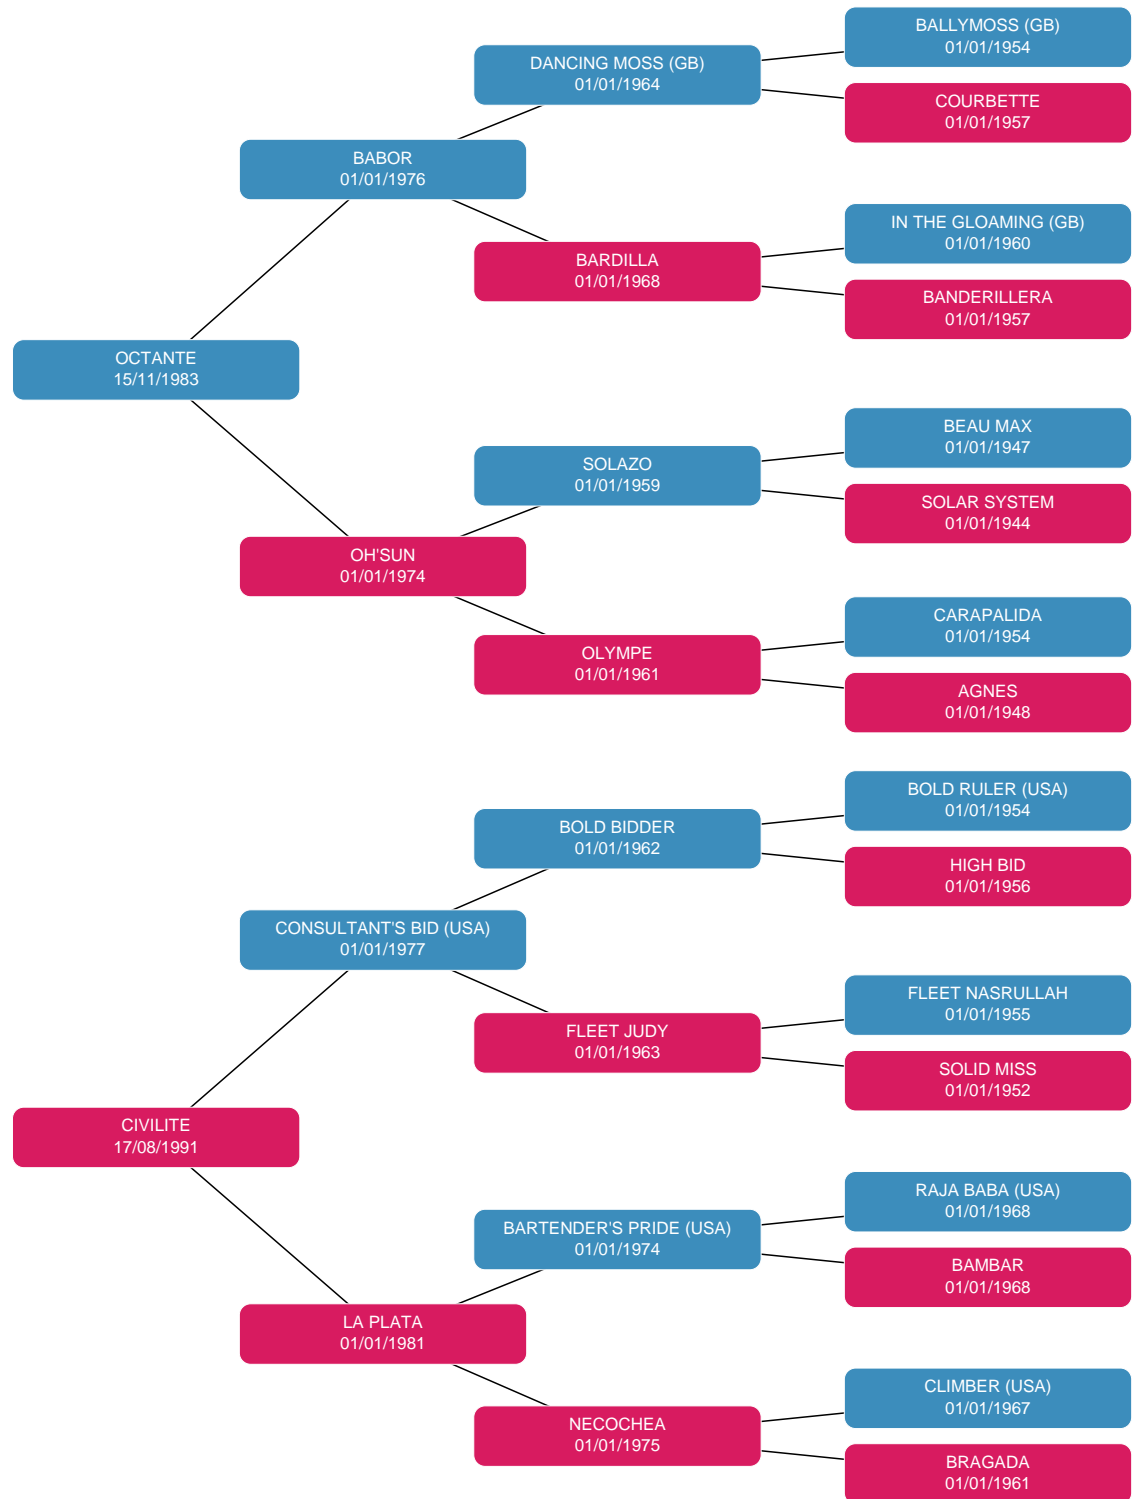 BALLYMOSS (GB)
01/01/1954
DANCING MOSS (GB)
01/01/1964
COURBETTE
01/01/1957
BABOR
01/01/1976
IN THE GLOAMING (GB)
01/01/1960
BARDILLA
01/01/1968
BANDERILLERA
01/01/1957
OCTANTE
15/11/1983
BEAU MAX
01/01/1947
SOLAZO
01/01/1959
SOLAR SYSTEM
01/01/1944
OH'SUN
01/01/1974
CARAPALIDA
01/01/1954
OLYMPE
01/01/1961
AGNES
01/01/1948
BOLD RULER (USA)
01/01/1954
BOLD BIDDER
01/01/1962
HIGH BID
01/01/1956
CONSULTANT'S BID (USA)
01/01/1977
FLEET NASRULLAH
01/01/1955
FLEET JUDY
01/01/1963
SOLID MISS
01/01/1952
CIVILITE
17/08/1991
RAJA BABA (USA)
01/01/1968
BARTENDER'S PRIDE (USA)
01/01/1974
BAMBAR
01/01/1968
LA PLATA
01/01/1981
CLIMBER (USA)
01/01/1967
NECOCHEA
01/01/1975
BRAGADA
01/01/1961